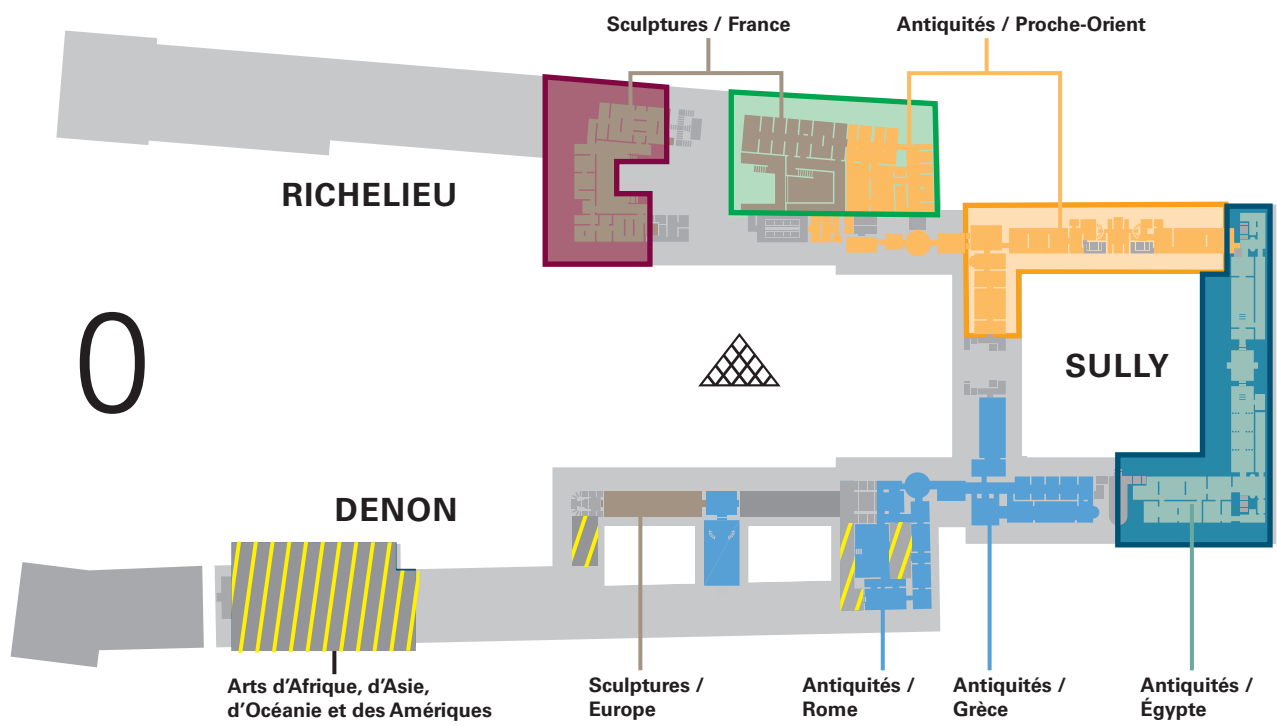 Sculptures / France
Antiquités / Proche-Orient
RICHELIEU
0
SULLY
DENON
Arts d’Afrique, d’Asie,
d’Océanie et des Amériques
Sculptures /
Europe
Antiquités /
Rome
Antiquités /
Grèce
Antiquités /
Égypte